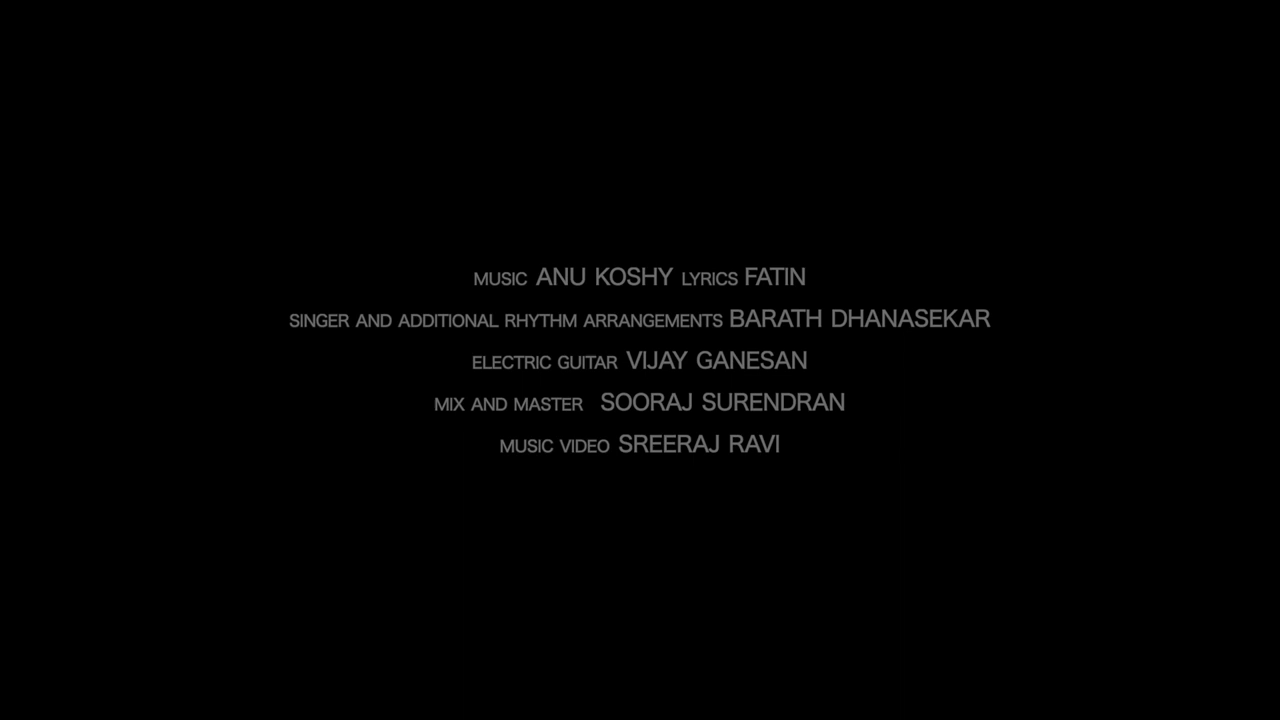 MUSIC ANU KOSHY LYRICS FATIN
SINGER AND ADDITIONAL RHYTHM ARRANGEMENTS BARATH DHANASEKAR
ELECTRIC GUITAR VIJAY GANESAN
MIX AND MASTER SOORAJ SURENDRAN
MUSIC VIDEO SREERAJ RAVI